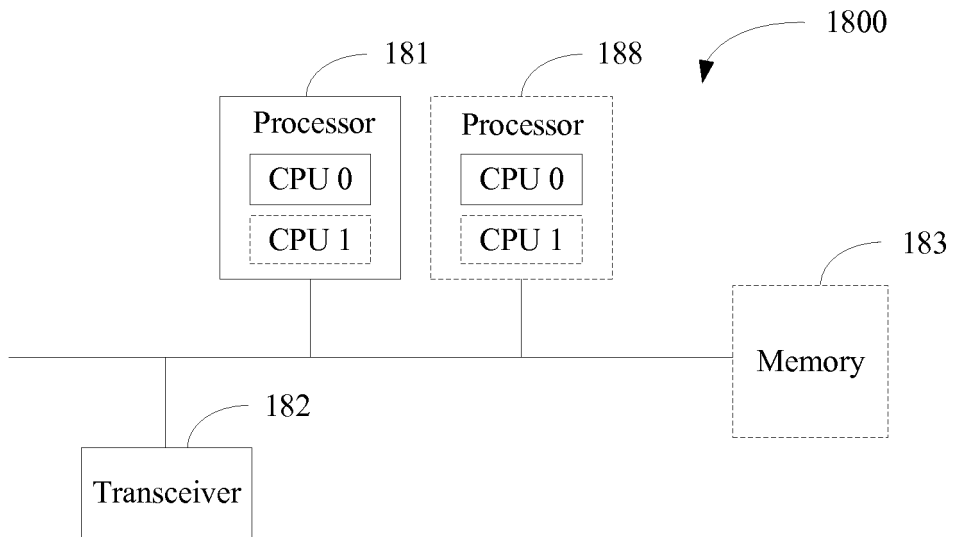 1800
181
188
Processor
Processor
CPU 0
CPU 0
CPU 1
CPU 1
183
Memory
182
Transceiver